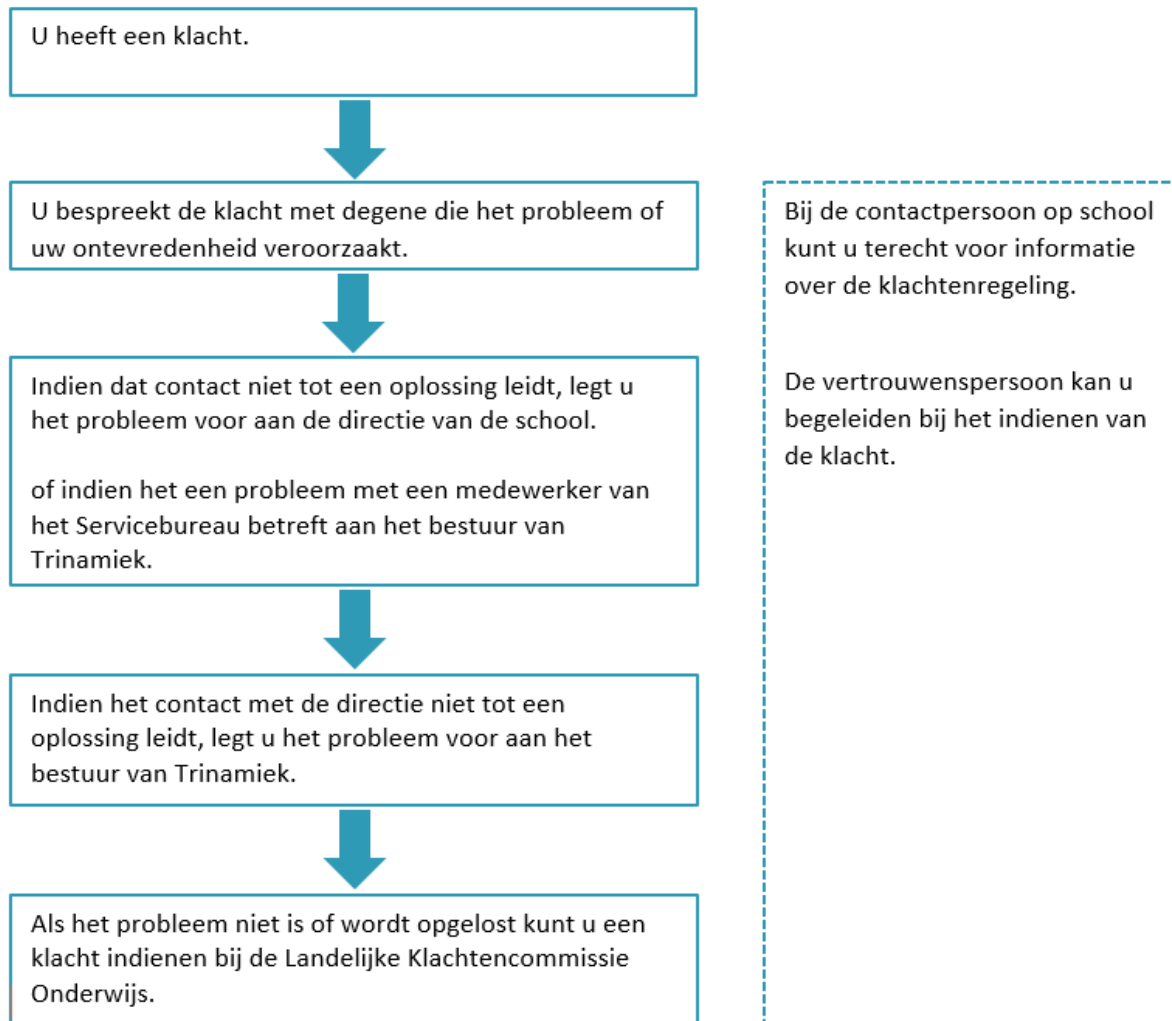 U heeft een klacht.
U bespreekt de klacht met degene die het probleem of
uw ontevredenheid veroorzaakt.
Indien dat contact niet tot een oplossing leidt, legt u
het probleem voor aan de directie van de school.
of indien het een probleem met een medewerker van
het Servicebureau betreft aan het bestuur van
Trinamiek.
Indien het contact met de directie niet tot een
oplossing leidt, legt u het probleem voor aan het
bestuur van Trinamiek.
Als het probleem niet is of wordt opgelost kunt u een
klacht indienen bij de Landelijke Klachtencommissie
Onderwijs.
Bij de contactpersoon op school
kunt u terecht voor informatie
over de klachtenregeling.
De vertrouwenspersoon kan u
begeleiden bij het indienen van
de klacht.